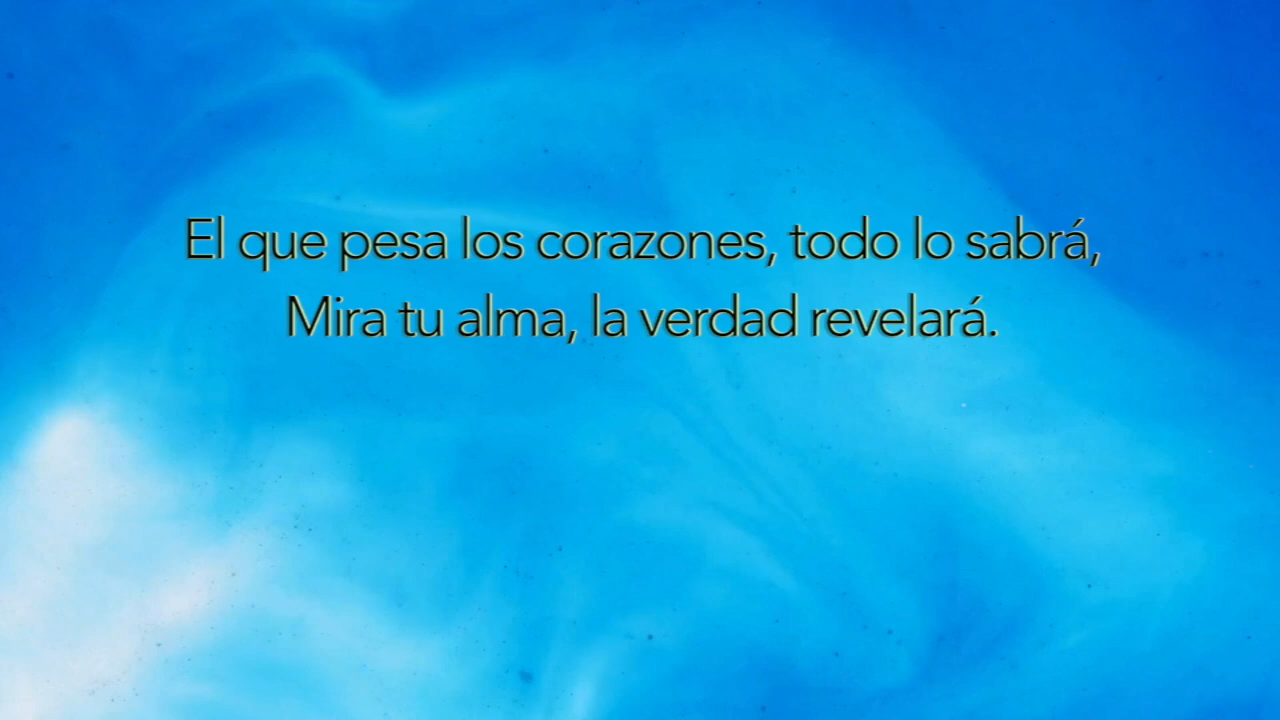 El que pesa los corazones, todo lo sabrá,
Mira tu alma, la verdad revelará.